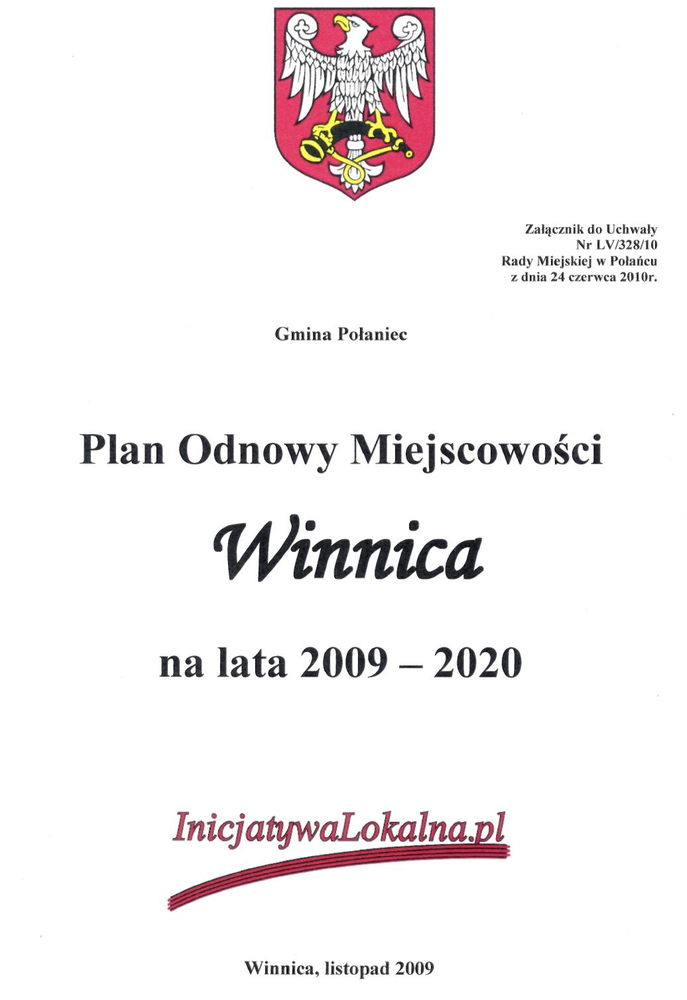 Załącznik do Uchwały
Nr LV/328/10
Rady Miejskiej w Połańcu
z dnia 24 czerwca 2010r.
Gmina Połaniec
Plan Odnowy Miejscowości
Winnica
na lata 2009 – 2020
InicjatywaLokalna.pl
Winnica, listopad 2009